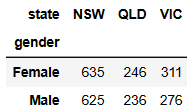 state NSW QLD VIC
gender
Female 635 246 311
Male 625 236 276